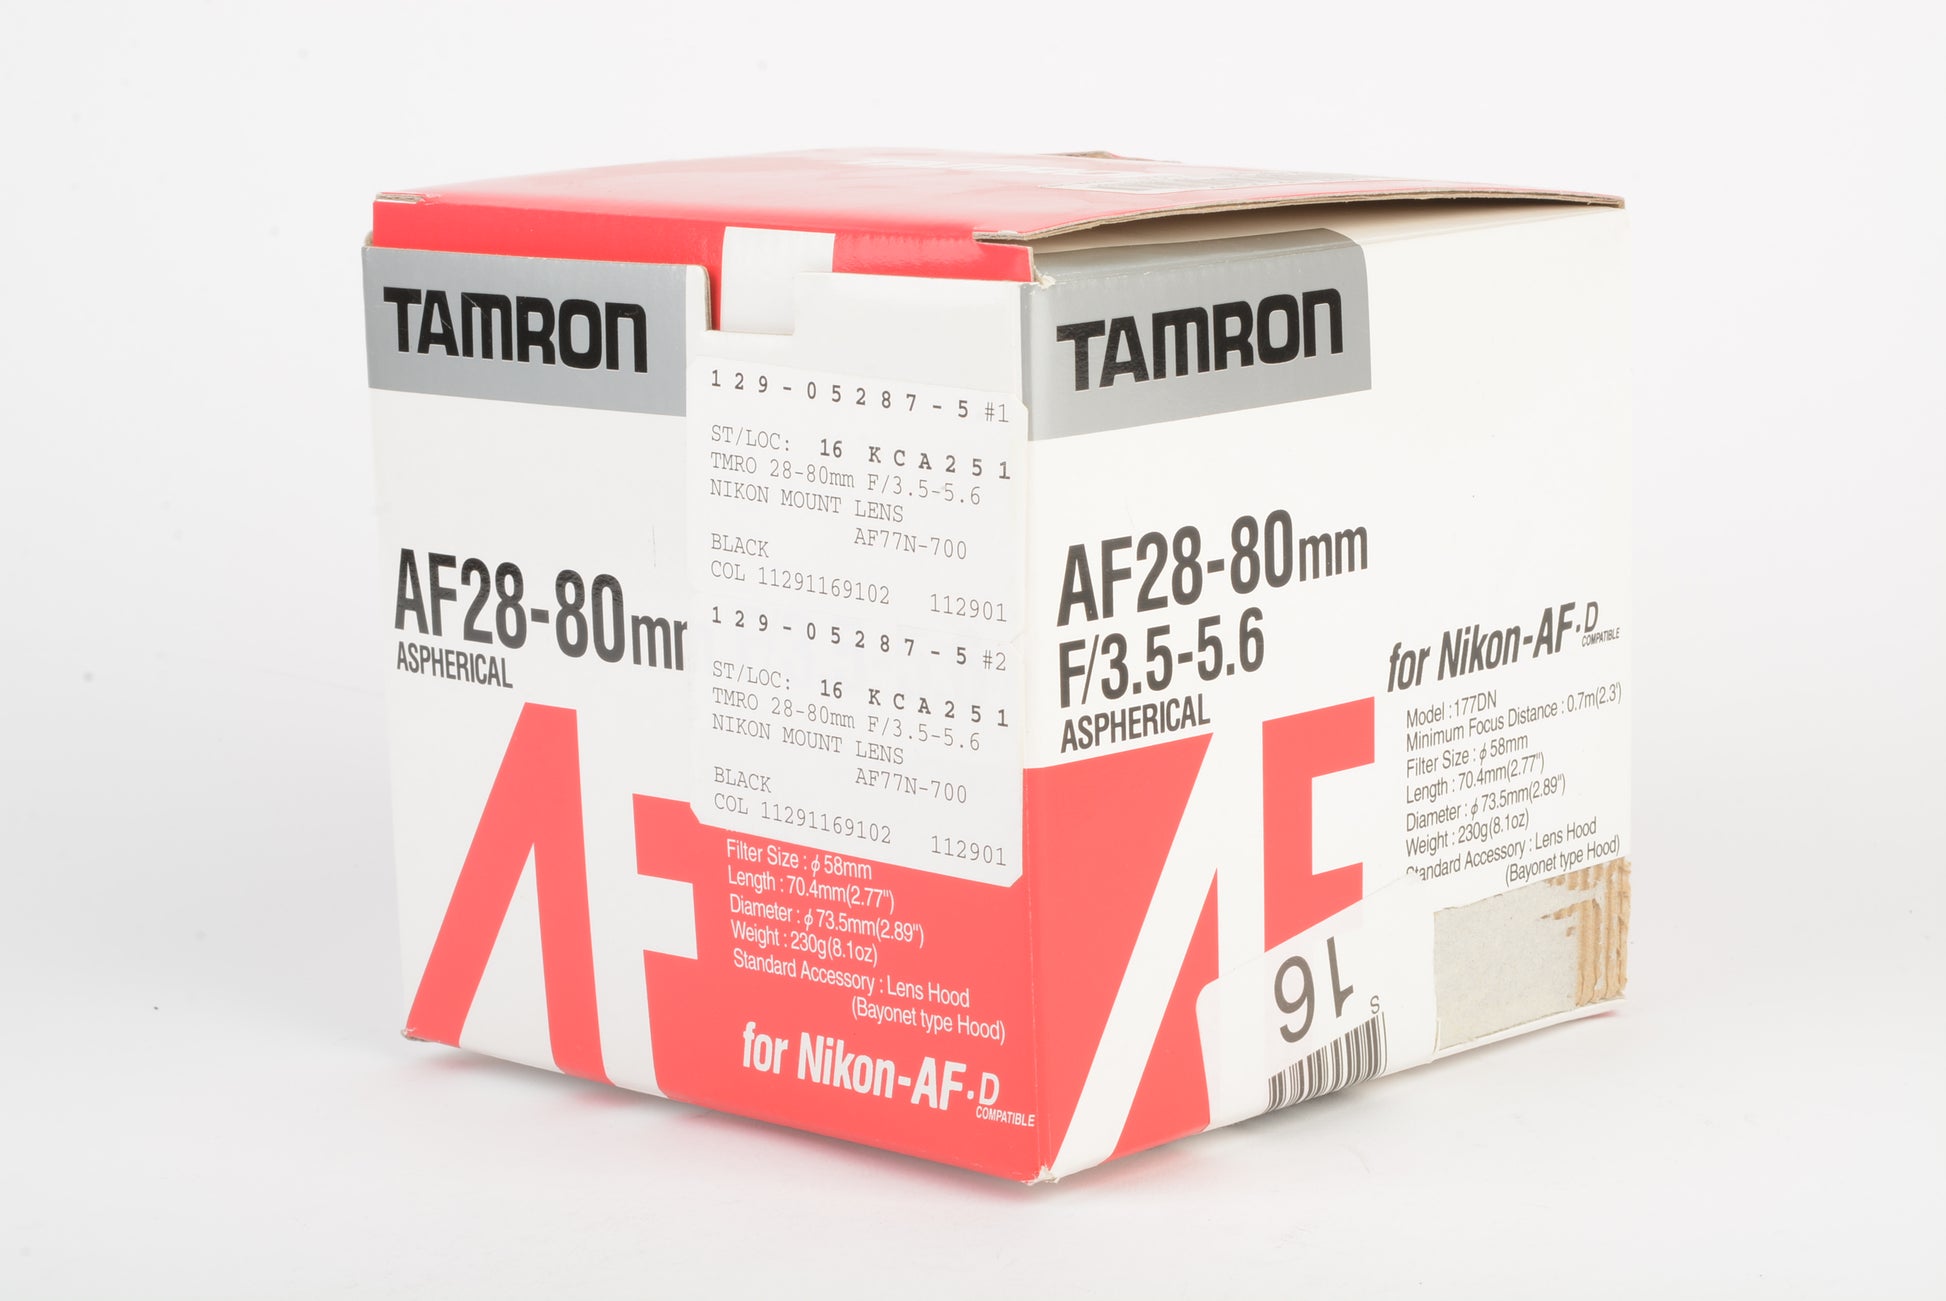 TAMRON
AF28-80mm
ASPHERICAL
129-05287-5 #1
ST/LOC: 16 KCA251
TMRO 28-80mm F/3.5-5.6
NIKON MOUNT LENS
AF77N-700
BLACK
COL 11291169102 112901
129-05287-5 #2
ST/LOC: 16 KCA251
TMRO 28-80mm F/3.5-5.6
NIKON MOUNT LENS
AF77N-700
BLACK
COL 11291169102 112901
Filter Size : ϕ 58mm
Length : 70.4mm(2.77")
Diameter : ϕ 73.5mm(2.89")
Weight : 230g(8.1oz)
Standard Accessory : Lens Hood
(Bayonet type Hood)
for Nikon-AF·D
COMPATIBLE
AF
TAMRON
AF28-80mm
F/3.5-5.6
ASPHERICAL
for Nikon-AF·D
COMPATIBLE
Model : 177DN
Minimum Focus Distance : 0.7m(2.3')
Filter Size : ϕ 58mm
Length : 70.4mm(2.77")
Diameter : ϕ 73.5mm(2.89")
Weight : 230g(8.1oz)
Standard Accessory : Lens Hood
(Bayonet type Hood)
AF
16
S